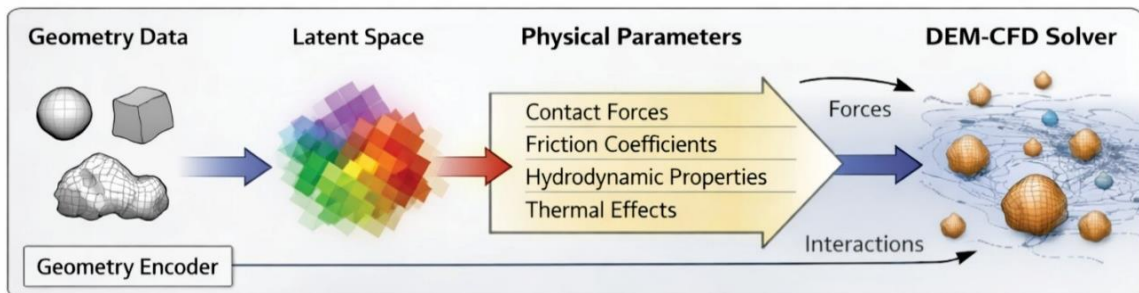 Geometry Data
Latent Space
Physical Parameters
DEM-CFD Solver
Contact Forces
Friction Coefficients
Hydrodynamic Properties
Thermal Effects
Forces
Interactions
Geometry Encoder